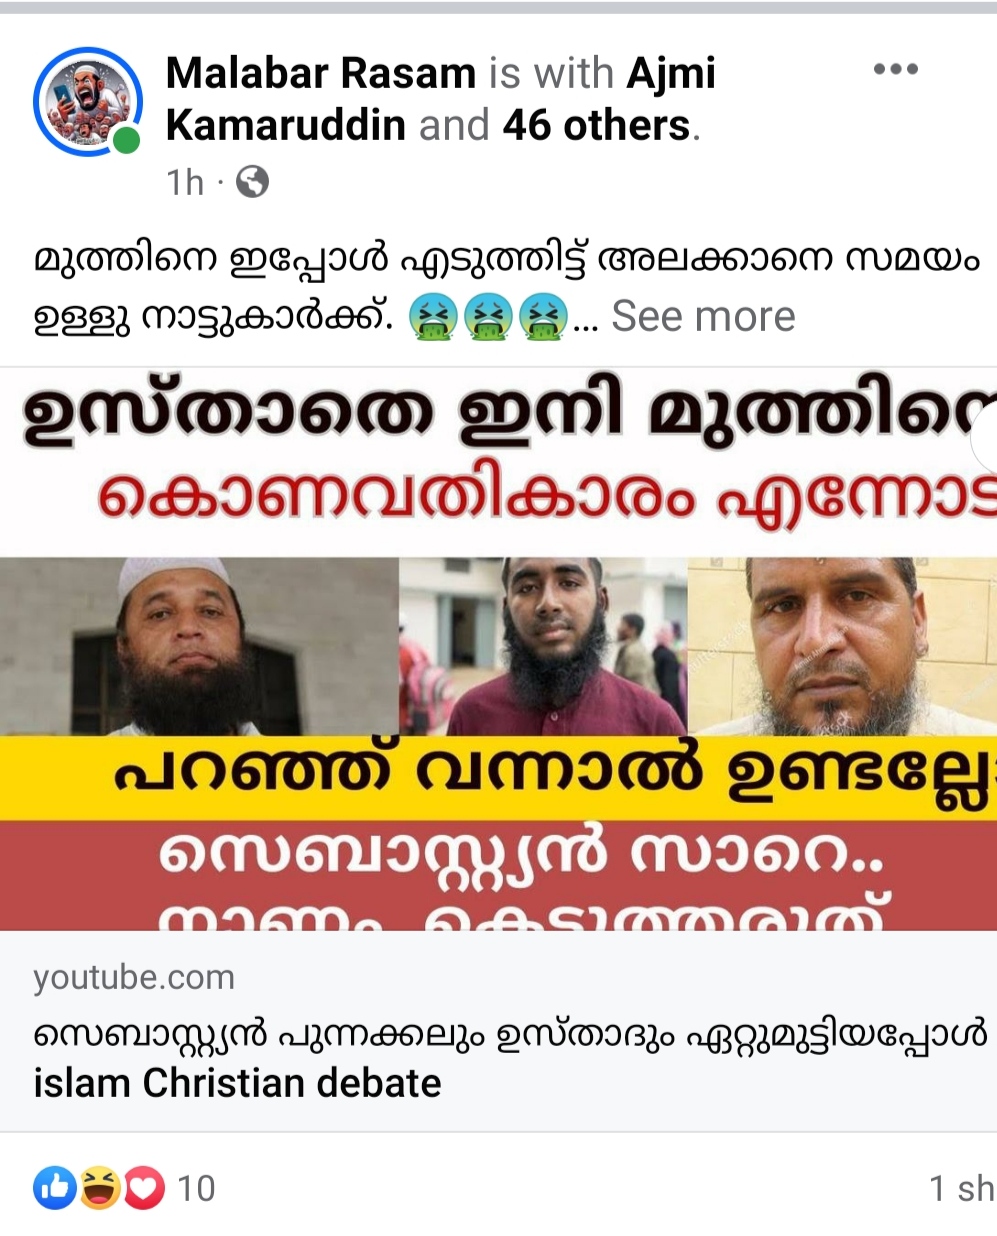 Malabar Rasam is with Ajmi
Kamaruddin and 46 others.
1h ·
മുത്തിനെ ഇപ്പോൾ എടുത്തിട്ട് അലക്കാനെ സമയം
ഉള്ളു നാട്ടുകാർക്ക്. 🤮🤮🤮... See more
ഉസ്താതെ ഇനി മുത്തിനെ
കൊണവതികാരം എന്നോട
പറഞ്ഞ് വന്നാൽ ഉണ്ടല്ലോ
സെബാസ്റ്റ്യൻ സാറെ..
നാണം കെടുത്തരുത്
youtube.com
സെബാസ്റ്റ്യൻ പുന്നക്കലും ഉസ്താദും ഏറ്റുമുട്ടിയപ്പോൾ
islam Christian debate
10
1 sh